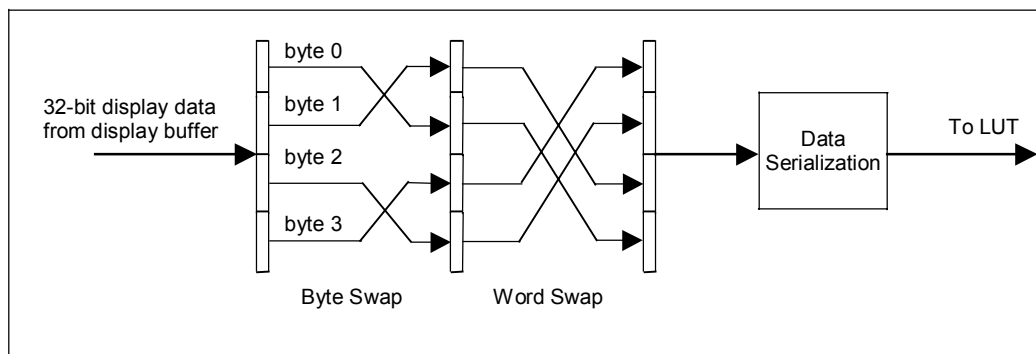 byte 0
32-bit display data
from display buffer
byte 1
byte 2
byte 3
Byte Swap
Word Swap
Data
Serialization
To LUT